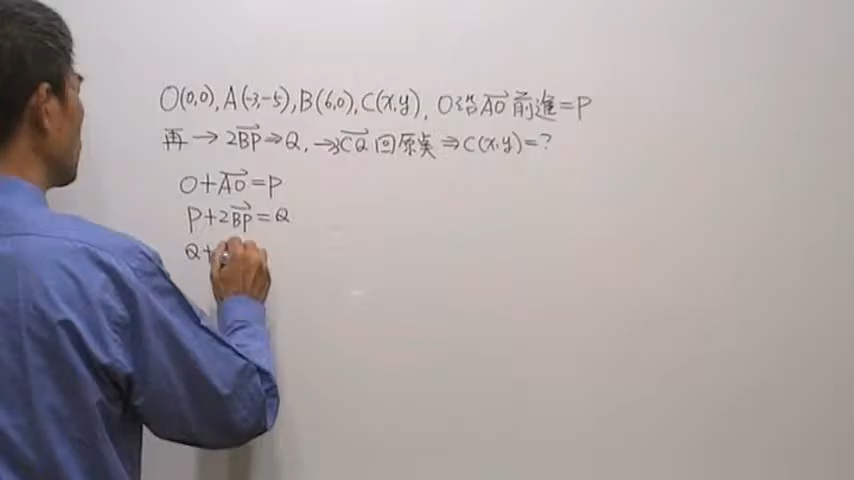 O(0,0), A(-3,-5), B(6,0), C(x,y), O沿AO前進=P
再→2BP⇒Q, →3CQ回原點⇒C(x,y)=?
O+AO=P
P+2BP=Q
Q+